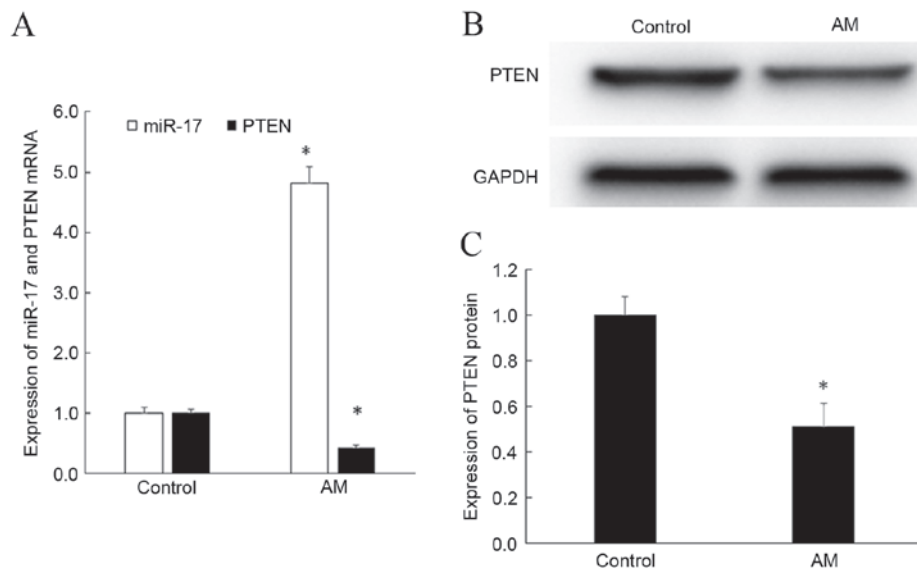 A
Expression of miR-17 and PTEN mRNA
6.0
5.0
4.0
3.0
2.0
1.0
0.0
miR-17 PTEN
*
*
Control AM
B
Control AM
PTEN
GAPDH
C
Expression of PTEN protein
1.2
1.0
0.8
0.6
0.4
0.2
0.0
*
Control AM